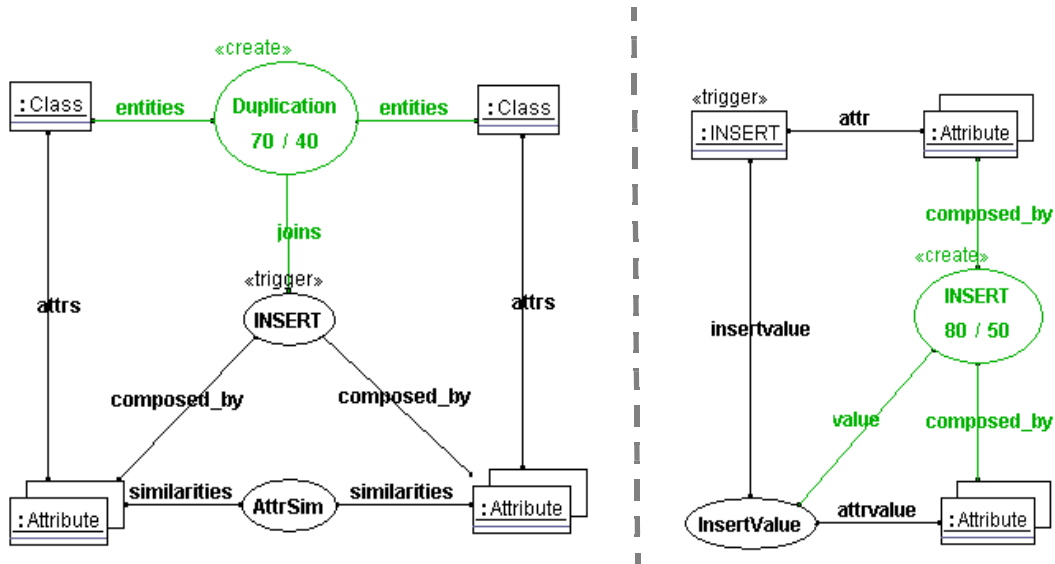 «create»
:Class
entities
Duplication
70 / 40
entities
:Class
joins
«trigger»
INSERT
attrs
attrs
composed_by
composed_by
:Attribute
similarities
AttrSim
similarities
:Attribute
«trigger»
:INSERT
attr
:Attribute
composed_by
«create»
INSERT
80 / 50
insertvalue
value
composed_by
InsertValue
attrvalue
:Attribute